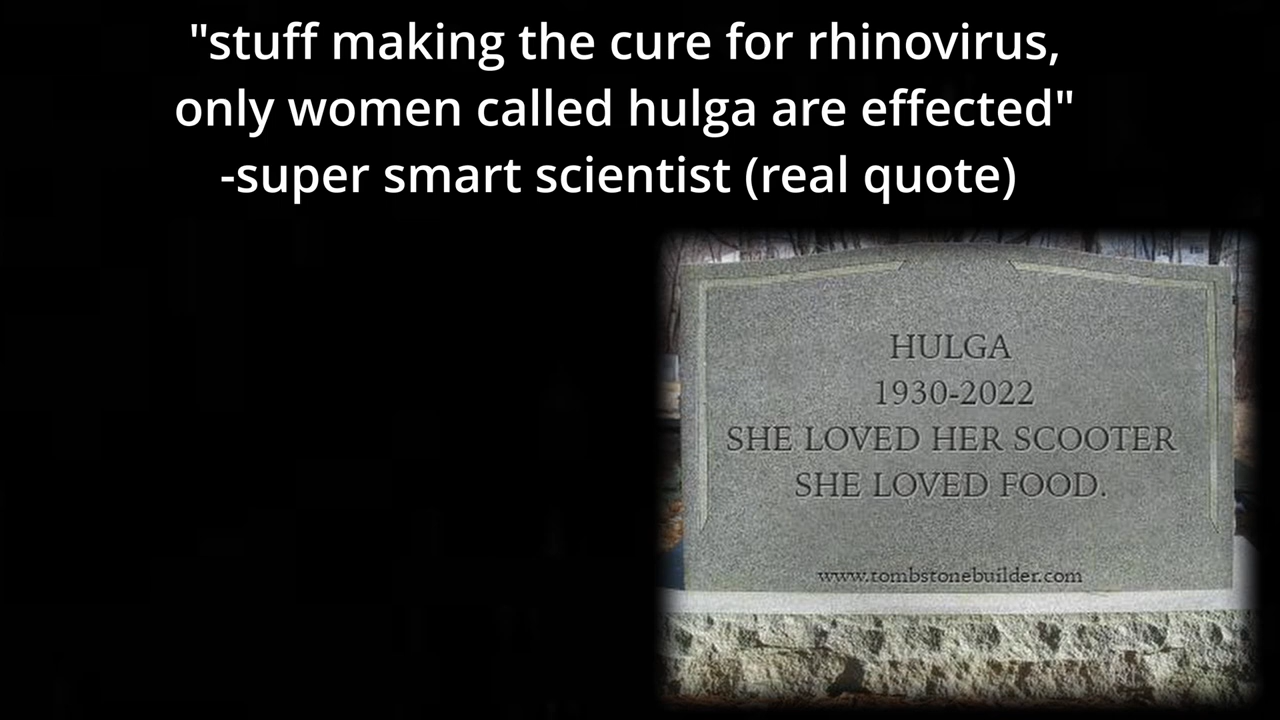 "stuff making the cure for rhinovirus,
only women called hulga are effected"
-super smart scientist (real quote)
HULGA
1930-2022
SHE LOVED HER SCOOTER
SHE LOVED FOOD.
www.tombstonebuilder.com